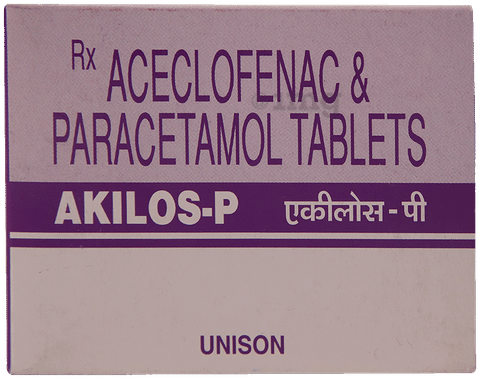 Rx ACECLOFENAC &
PARACETAMOL TABLETS
AKILOS-P एकीलोस - पी
UNISON